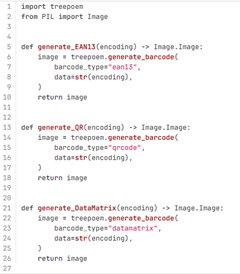 1 import treepoem
2 from PIL import Image
3
4
5 def generate_EAN13(encoding) -> Image.Image:
6     image = treepoem.generate_barcode(
7         barcode_type="ean13",
8         data=str(encoding),
9     )
10     return image
11
12
13 def generate_QR(encoding) -> Image.Image:
14     image = treepoem.generate_barcode(
15         barcode_type="qrcode",
16         data=str(encoding),
17     )
18     return image
19
20
21 def generate_DataMatrix(encoding) -> Image.Image:
22     image = treepoem.generate_barcode(
23         barcode_type="datamatrix",
24         data=str(encoding),
25     )
26     return image
27